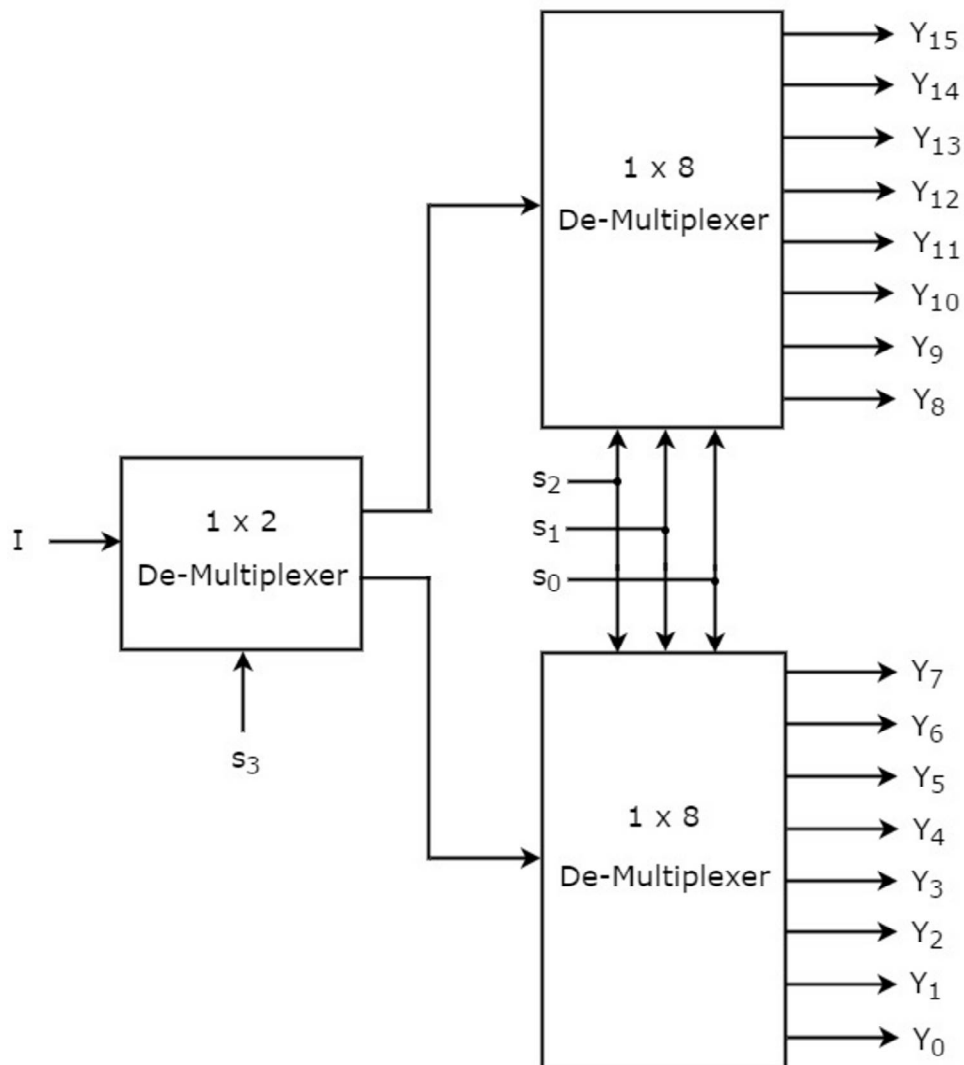 Y₁₅
Y₁₄
Y₁₃
1 x 8
Y₁₂
De-Multiplexer
Y₁₁
Y₁₀
Y₉
Y₈
s₂
1 x 2
s₁
I
De-Multiplexer
s₀
Y₇
s₃
Y₆
Y₅
1 x 8
Y₄
De-Multiplexer
Y₃
Y₂
Y₁
Y₀